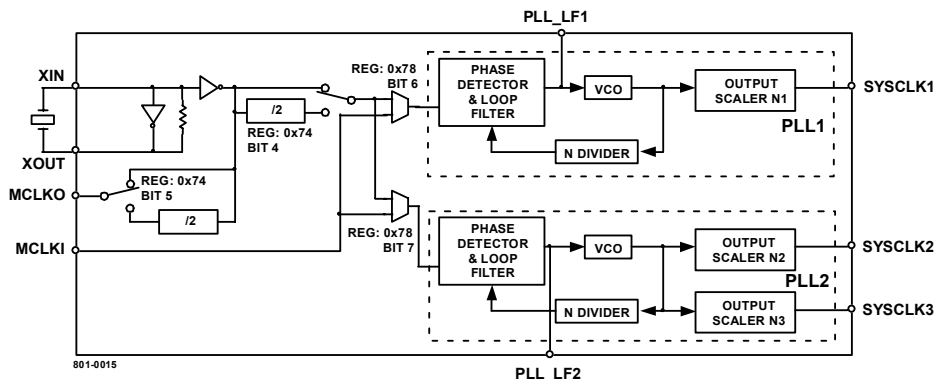 PLL_LF1
XIN
XOUT
MCLKO
MCLKI
/2
REG: 0x74
BIT 4
REG: 0x74
BIT 5
/2
REG: 0x78
BIT 6
REG: 0x78
BIT 7
PHASE
DETECTOR
& LOOP
FILTER
VCO
N DIVIDER
OUTPUT
SCALER N1
PLL1
SYSCLK1
PHASE
DETECTOR
& LOOP
FILTER
VCO
N DIVIDER
OUTPUT
SCALER N2
PLL2
OUTPUT
SCALER N3
SYSCLK2
SYSCLK3
801-0015
PLL_LF2